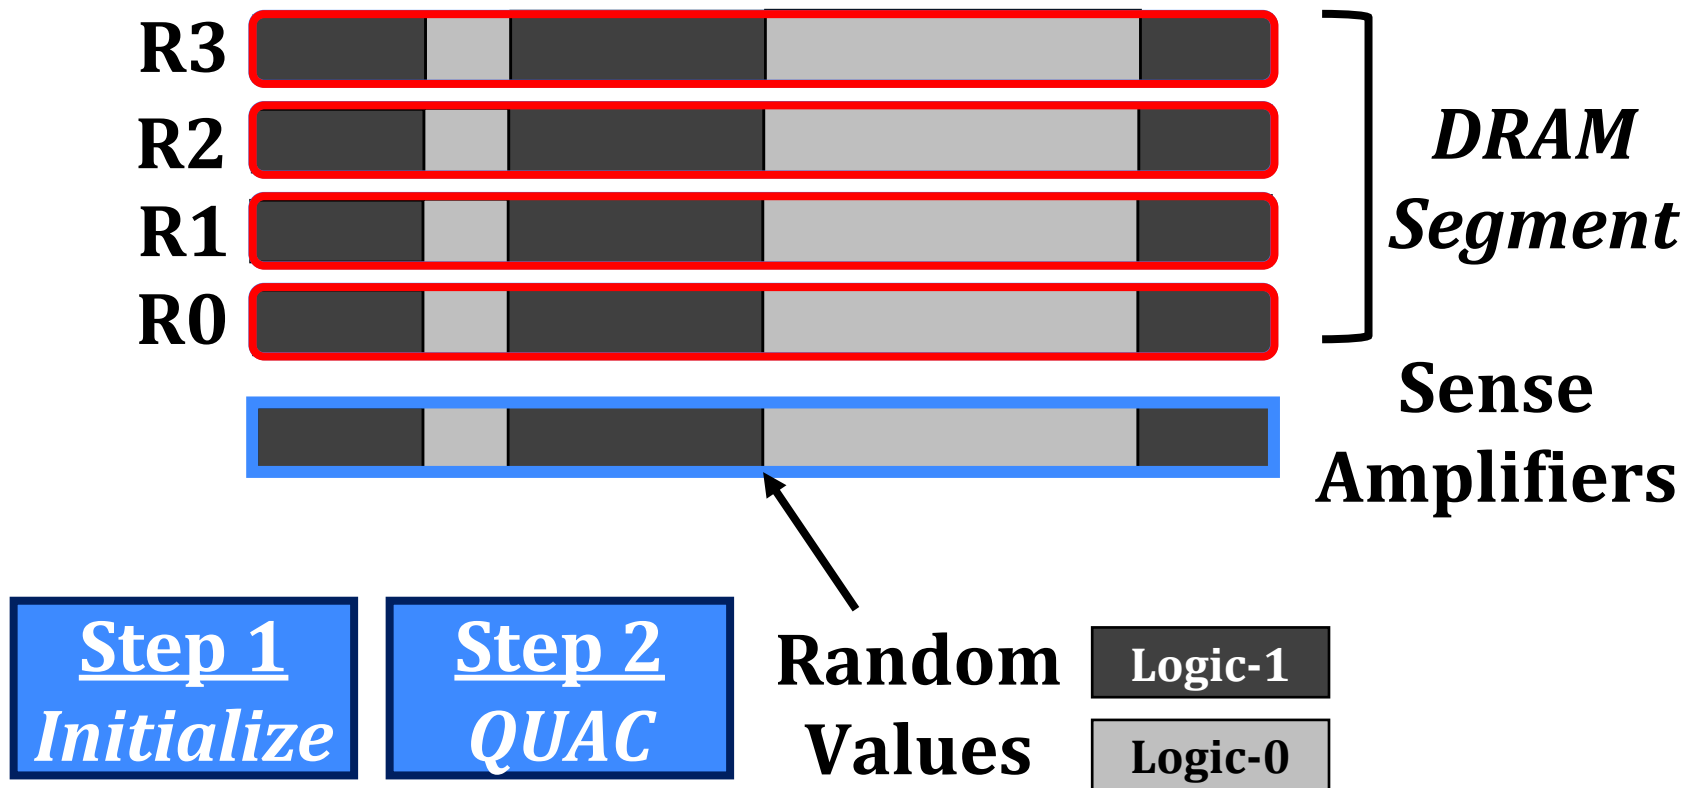 R3
R2
R1
R0
DRAM
Segment
Sense
Amplifiers
Step 1
Initialize
Step 2
QUAC
Random
Values
Logic-1
Logic-0